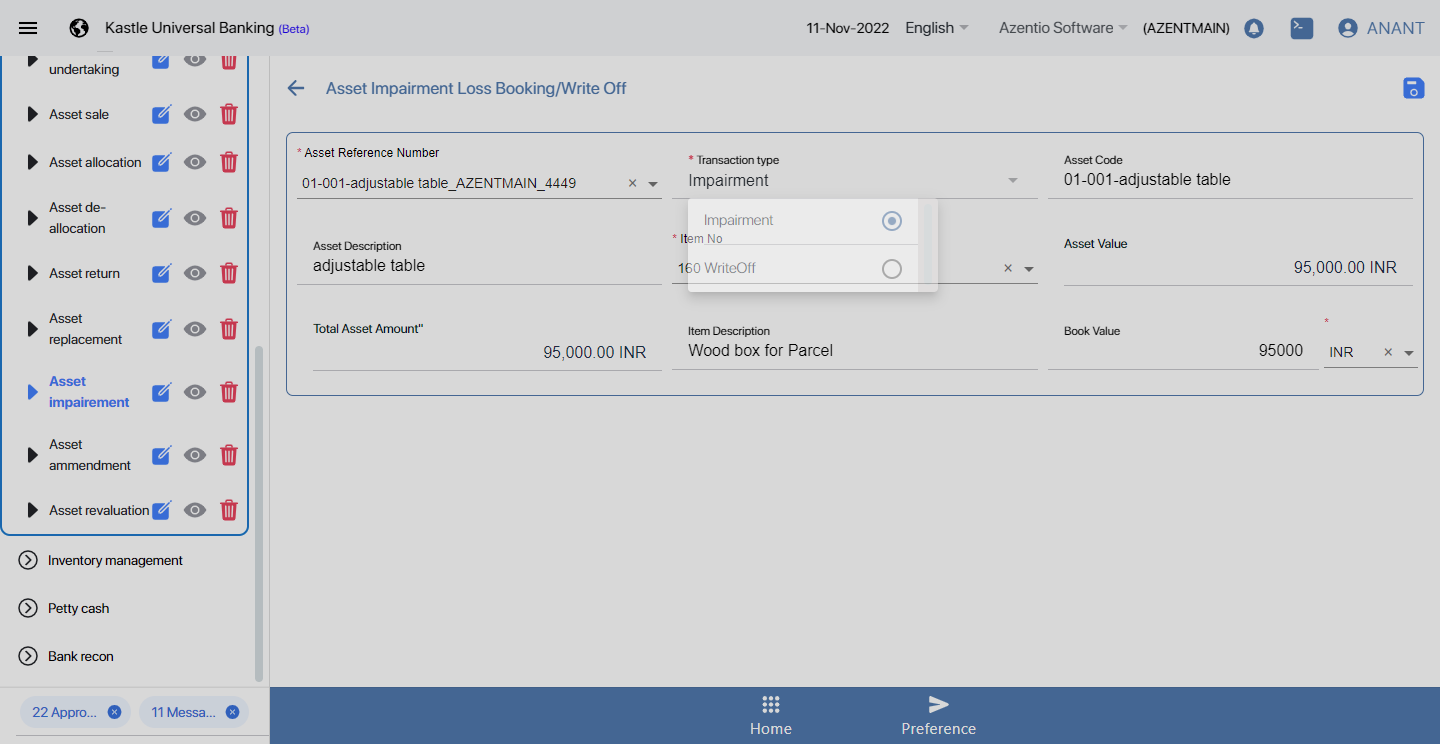 Kastle Universal Banking (Beta)
11-Nov-2022
English
Azentio Software
(AZENTMAIN)
ANANT
undertaking
Asset sale
Asset allocation
Asset de-
allocation
Asset return
Asset
replacement
Asset
impairement
Asset
ammendment
Asset revaluation
Inventory management
Petty cash
Bank recon
22 Appro...
11 Messa...
Asset Impairment Loss Booking/Write Off
* Asset Reference Number
01-001-adjustable table_AZENTMAIN_4449
* Transaction type
Impairment
Asset Code
01-001-adjustable table
Impairment
WriteOff
Asset Description
adjustable table
* Item No
160
Asset Value
95,000.00 INR
Total Asset Amount"
95,000.00 INR
Item Description
Wood box for Parcel
Book Value
95000
*
INR
Home
Preference